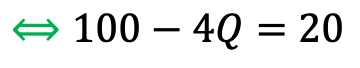 ⟺ 100 − 4𝑄 = 20